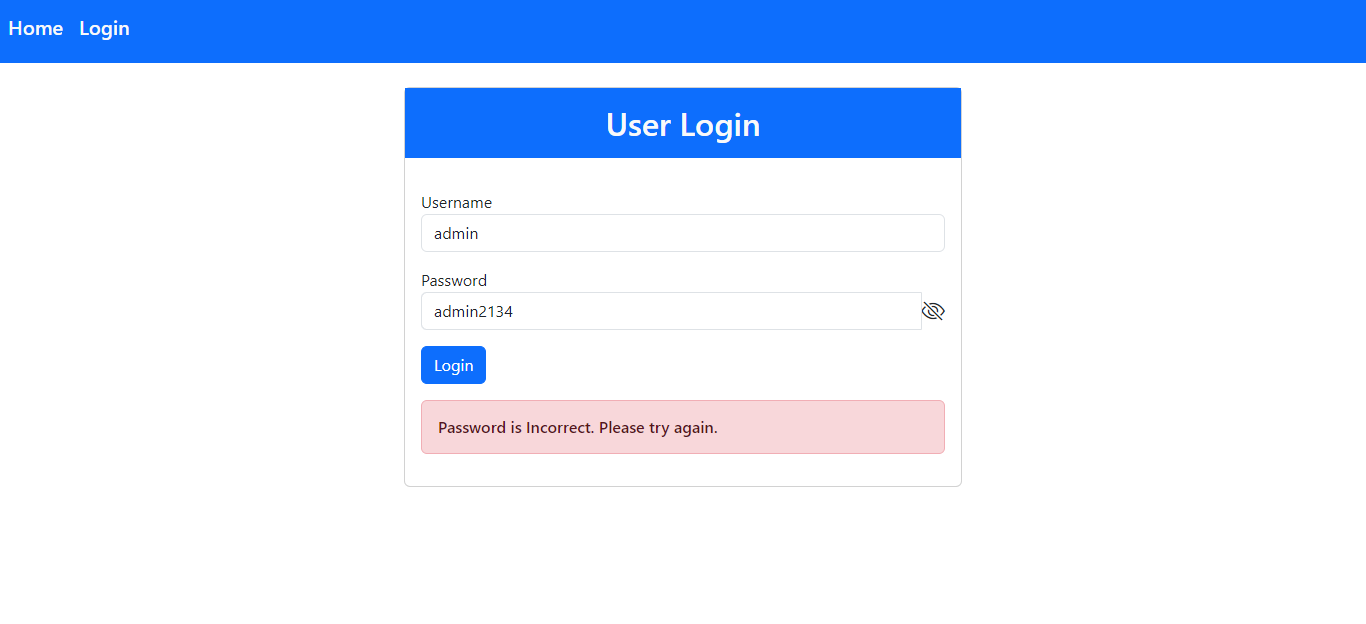 Home Login
User Login
Username
admin
Password
admin2134
Login
Password is Incorrect. Please try again.